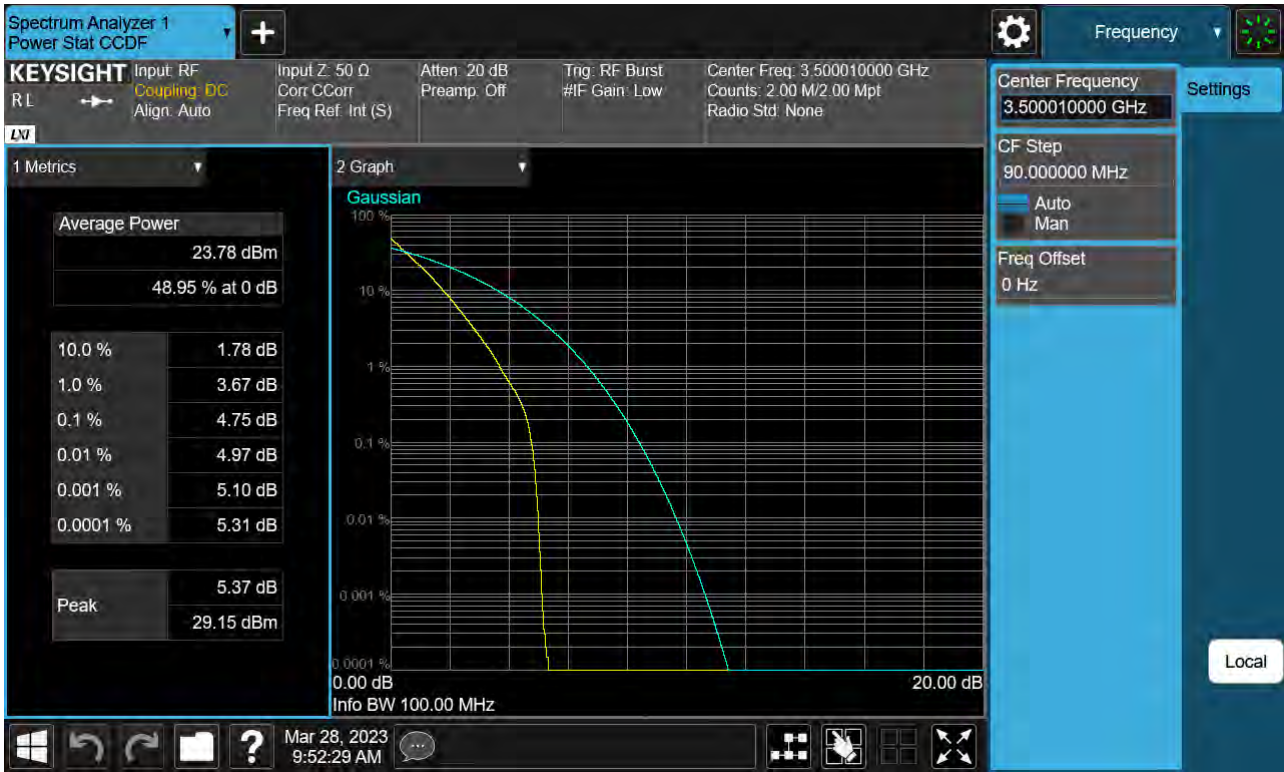 Spectrum Analyzer 1
Power Stat CCDF
+
Frequency
KEYSIGHT
R L
LXI
Input: RF
Coupling: DC
Align: Auto
Input Z: 50 Ω
Corr CCorr
Freq Ref: Int (S)
Atten: 20 dB
Preamp: Off
Trig: RF Burst
#IF Gain: Low
Center Freq: 3.500010000 GHz
Counts: 2.00 M/2.00 Mpt
Radio Std: None
1 Metrics
Average Power
23.78 dBm
48.95 % at 0 dB
10.0 % 1.78 dB
1.0 % 3.67 dB
0.1 % 4.75 dB
0.01 % 4.97 dB
0.001 % 5.10 dB
0.0001 % 5.31 dB
Peak
5.37 dB
29.15 dBm
2 Graph
Gaussian
100 %
10 %
1 %
0.1 %
0.01 %
0.001 %
0.0001 %
0.00 dB 20.00 dB
Info BW 100.00 MHz
Center Frequency
3.500010000 GHz
CF Step
90.000000 MHz
Auto
Man
Freq Offset
0 Hz
Settings
Local
?
Mar 28, 2023
9:52:29 AM